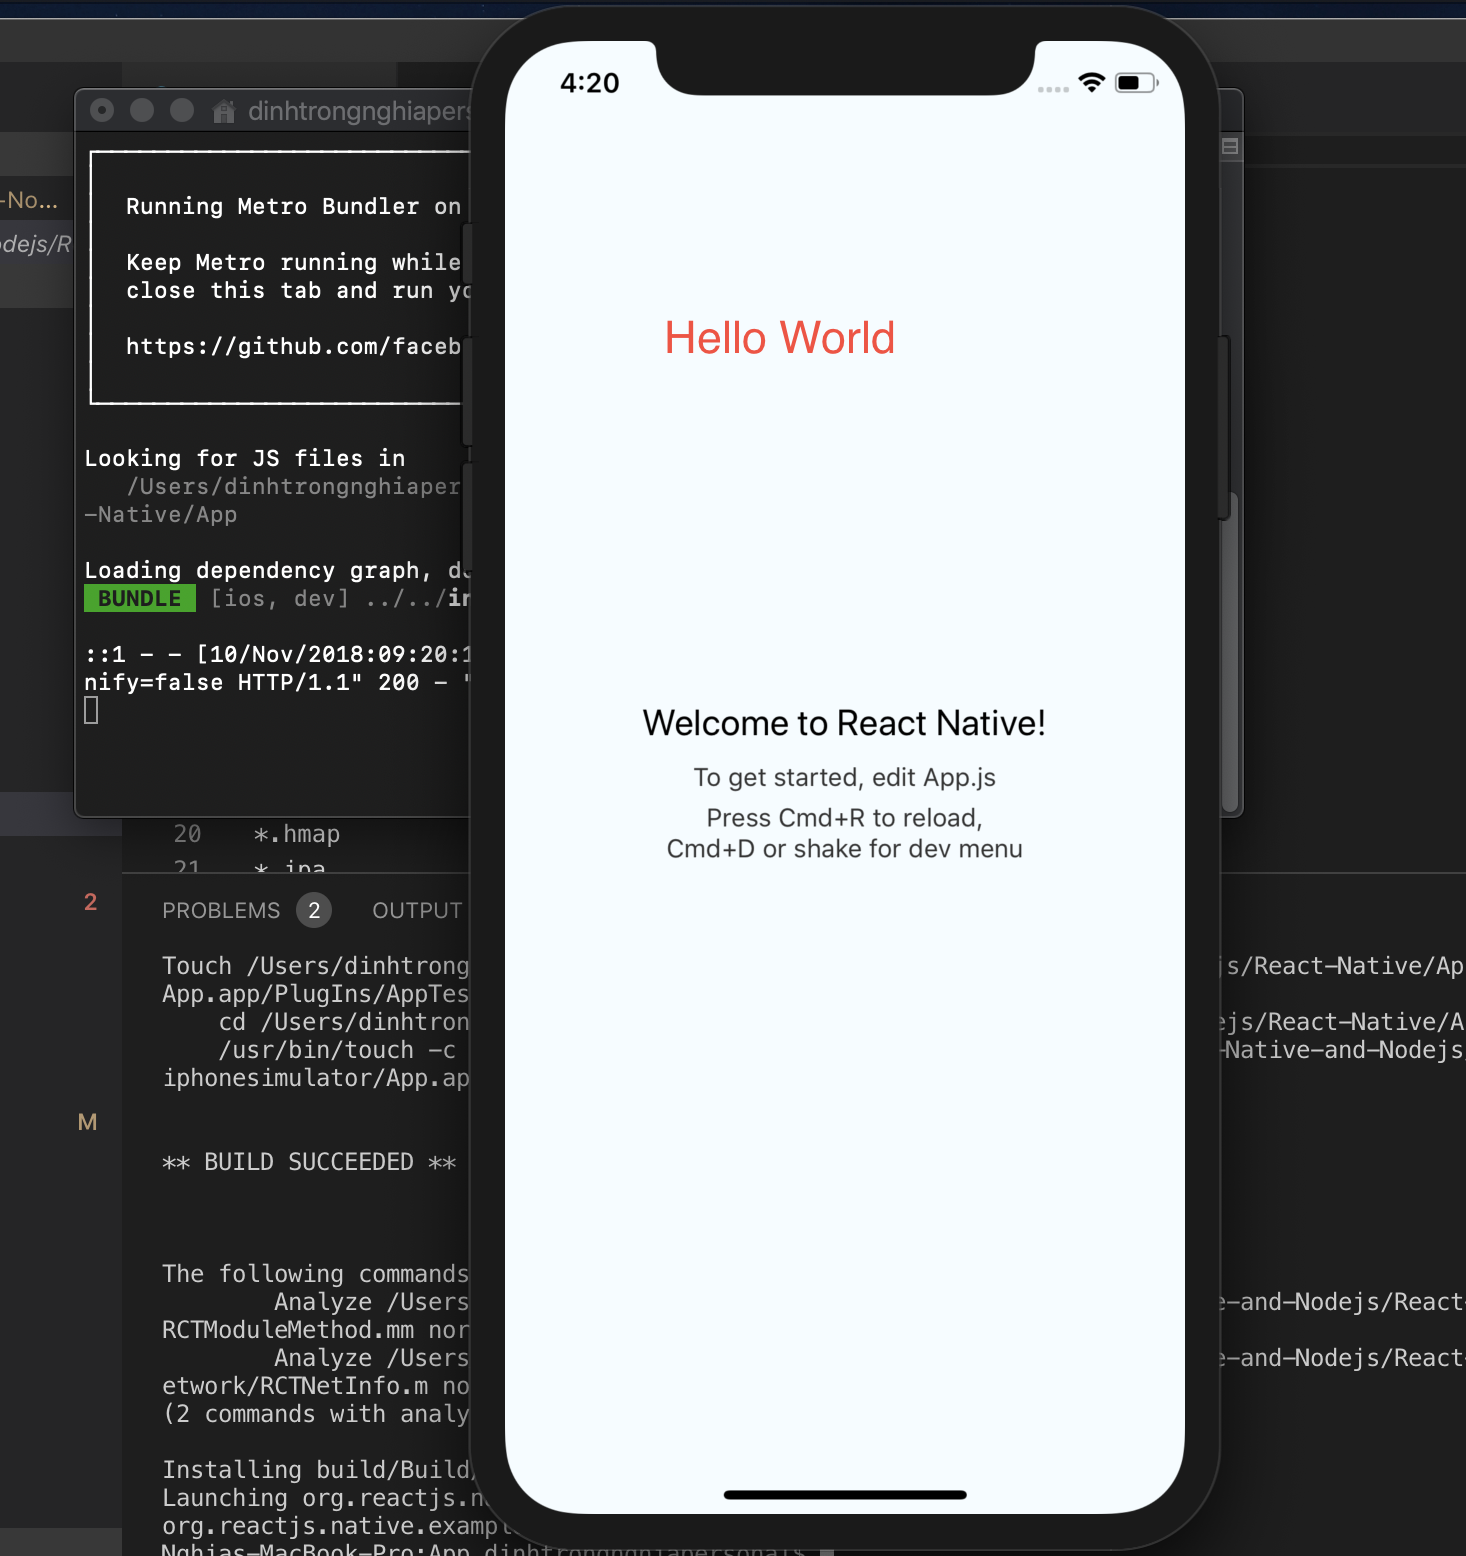 dinhtrongnghiapers
Running Metro Bundler on
Keep Metro running while
close this tab and run
https://github.com/faceb
Looking for JS files in
/Users/dinhtrongnghiaper
-Native/App
Loading dependency graph,
BUNDLE [ios, dev] ../../in
::1 - - [10/Nov/2018:09:20:1
nify=false HTTP/1.1" 200 - "
-No...
odejs/R
4:20
Hello World
Welcome to React Native!
To get started, edit App.js
Press Cmd+R to reload,
Cmd+D or shake for dev menu
20 *.hmap
21 *.ipa
2
M
PROBLEMS 2 OUTPUT
Touch /Users/dinhtrong js/React-Native/Ap
App.app/PlugIns/AppTes
cd /Users/dinhtron ejs/React-Native/A
/usr/bin/touch -c -Native-and-Nodejs/
iphonesimulator/App.ap
** BUILD SUCCEEDED **
The following commands
Analyze /Users e-and-Nodejs/React-
RCTModuleMethod.mm nor
Analyze /Users e-and-Nodejs/React-
etwork/RCTNetInfo.m no
(2 commands with analy
Installing build/Build/
Launching org.reactjs.n
org.reactjs.native.exampl
Nghias-MacBook-Pro:App dinhtrongnghiapersonal$